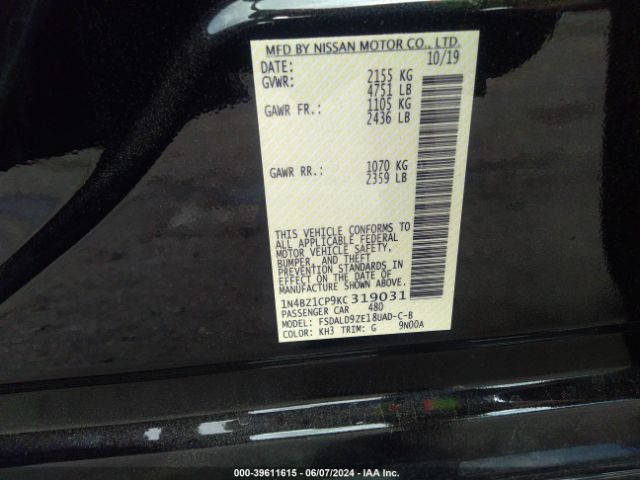 MFD BY NISSAN MOTOR CO., LTD.
DATE: 10/19
GVWR: 2155 KG
4751 LB
GAWR FR.: 1105 KG
2436 LB
GAWR RR.: 1070 KG
2359 LB
THIS VEHICLE CONFORMS TO
ALL APPLICABLE FEDERAL
MOTOR VEHICLE SAFETY,
BUMPER, AND THEFT
PREVENTION STANDARDS IN
EFFECT ON THE DATE OF
MANUFACTURE SHOWN ABOVE.
1N4BZ1CP9KC 319031
PASSENGER CAR 480
MODEL: FSDALD9ZE18UAD-C-B
COLOR: KH3 TRIM: G 9N00A
000-39611615 - 06/07/2024 - IAA Inc.